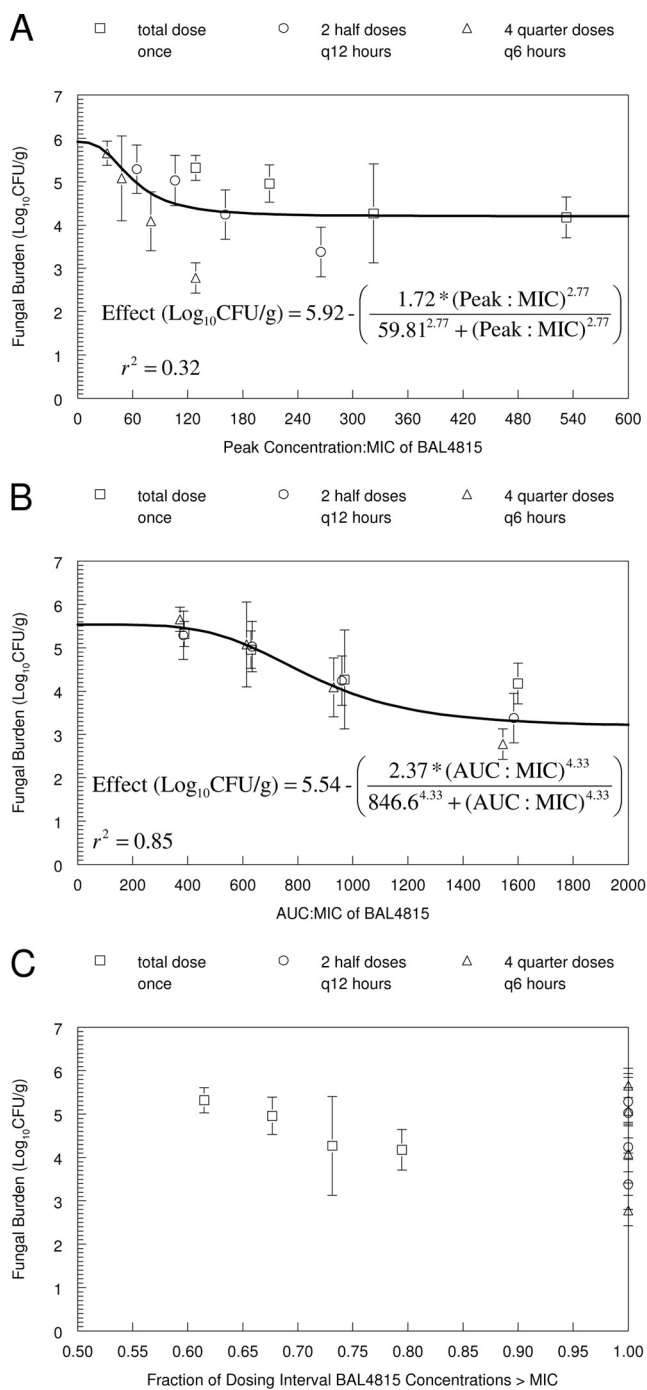 A
□ total dose once ○ 2 half doses q12 hours △ 4 quarter doses q6 hours
7
6
5
4
3
2
1
0
Fungal Burden (Log10CFU/g)
Effect (Log10CFU/g) = 5.92 - (1.72 * (Peak : MIC)^2.77 / 59.81^2.77 + (Peak : MIC)^2.77)
r² = 0.32
0 60 120 180 240 300 360 420 480 540 600
Peak Concentration:MIC of BAL4815
B
□ total dose once ○ 2 half doses q12 hours △ 4 quarter doses q6 hours
7
6
5
4
3
2
1
0
Fungal Burden (Log10CFU/g)
Effect (Log10CFU/g) = 5.54 - (2.37 * (AUC : MIC)^4.33 / 846.6^4.33 + (AUC : MIC)^4.33)
r² = 0.85
0 200 400 600 800 1000 1200 1400 1600 1800 2000
AUC:MIC of BAL4815
C
□ total dose once ○ 2 half doses q12 hours △ 4 quarter doses q6 hours
7
6
5
4
3
2
1
0
Fungal Burden (Log10CFU/g)
0.50 0.55 0.60 0.65 0.70 0.75 0.80 0.85 0.90 0.95 1.00
Fraction of Dosing Interval BAL4815 Concentrations > MIC